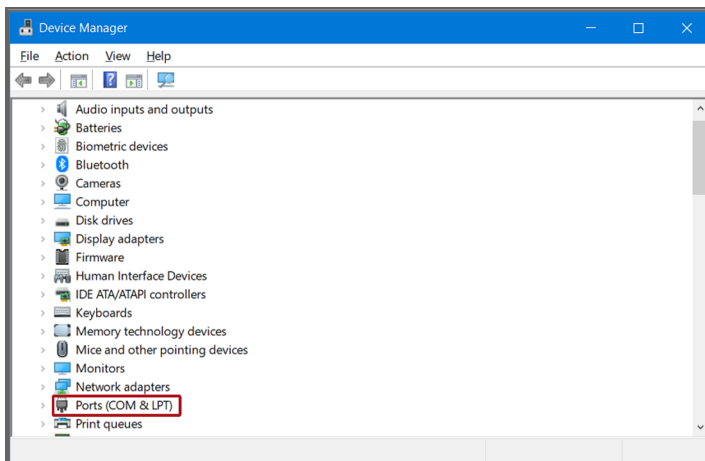 Device Manager
File Action View Help
Audio inputs and outputs
Batteries
Biometric devices
Bluetooth
Cameras
Computer
Disk drives
Display adapters
Firmware
Human Interface Devices
IDE ATA/ATAPI controllers
Keyboards
Memory technology devices
Mice and other pointing devices
Monitors
Network adapters
Ports (COM & LPT)
Print queues